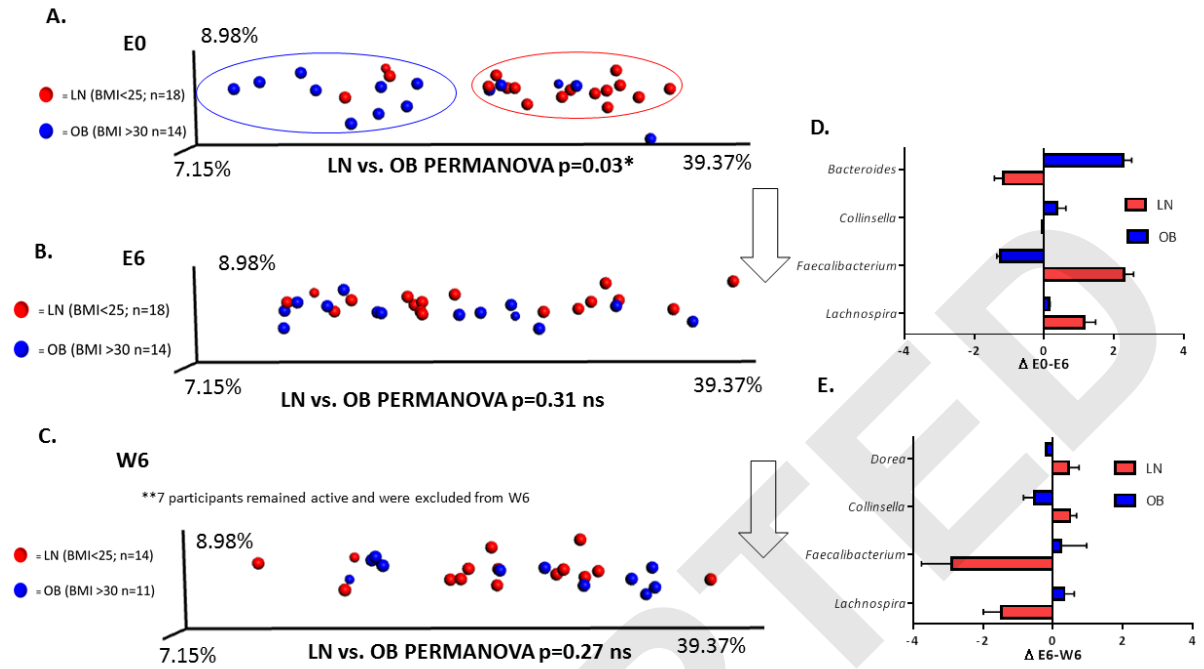 A.
E0
8.98%
= LN (BMI<25; n=18)
= OB (BMI >30 n=14)
7.15%
39.37%
LN vs. OB PERMANOVA p=0.03*
B.
E6
8.98%
= LN (BMI<25; n=18)
= OB (BMI >30 n=14)
7.15%
39.37%
LN vs. OB PERMANOVA p=0.31 ns
C.
W6
**7 participants remained active and were excluded from W6
8.98%
= LN (BMI<25; n=14)
= OB (BMI >30 n=11)
7.15%
39.37%
LN vs. OB PERMANOVA p=0.27 ns
D.
Bacteroides
Collinsella
Faecalibacterium
Lachnospira
LN
OB
-4 -2 0 2 4
Δ E0-E6
E.
Dorea
Collinsella
Faecalibacterium
Lachnospira
LN
OB
-4 -2 0 2 4
Δ E6-W6
PTED